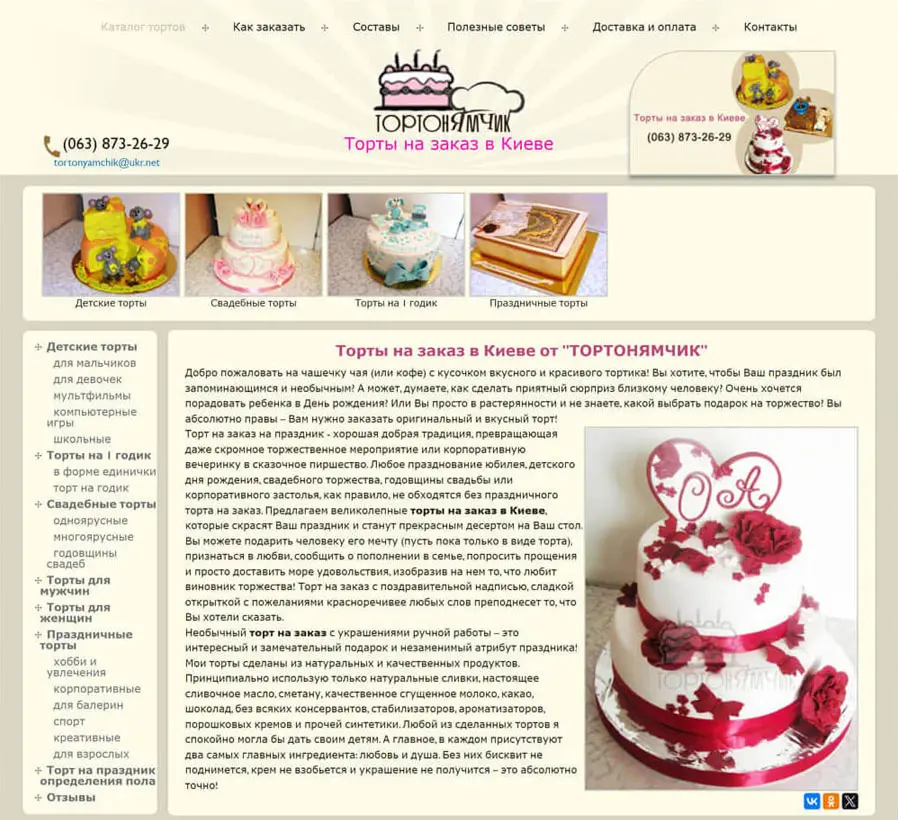 Каталог тортов
Как заказать
Составы
Полезные советы
Доставка и оплата
Контакты
ТОРТОНЯМЧИК
Торты на заказ в Киеве
(063) 873-26-29
tortonyamchik@ukr.net
Торты на заказ в Киеве
(063) 873-26-29
Детские торты
Свадебные торты
Торты на 1 годик
Праздничные торты
Детские торты
для мальчиков
для девочек
мультфильмы
компьютерные
игры
школьные
Торты на 1 годик
в форме единички
торт на годик
Свадебные торты
одноярусные
многоярусные
годовщины
свадеб
Торты для
мужчин
Торты для
женщин
Праздничные
торты
хобби и
увлечения
корпоративные
для балерин
спорт
креативные
для взрослых
Торт на праздник
определения пола
Отзывы
Торты на заказ в Киеве от "ТОРТОНЯМЧИК"
Добро пожаловать на чашечку чая (или кофе) с кусочком вкусного и красивого тортика! Вы хотите, чтобы Ваш праздник был
запоминающимся и необычным? А может, думаете, как сделать приятный сюрприз близкому человеку? Очень хочется
порадовать ребенка в День рождения? Или Вы просто в растерянности и не знаете, какой выбрать подарок на торжество? Вы
абсолютно правы – Вам нужно заказать оригинальный и вкусный торт!
Торт на заказ на праздник - хорошая добрая традиция, превращающая
даже скромное торжественное мероприятие или корпоративную
вечеринку в сказочное пиршество. Любое празднование юбилея, детского
дня рождения, свадебного торжества, годовщины свадьбы или
корпоративного застолья, как правило, не обходятся без праздничного
торта на заказ. Предлагаем великолепные торты на заказ в Киеве,
которые скрасят Ваш праздник и станут прекрасным десертом на Ваш стол.
Вы можете подарить человеку его мечту (пусть пока только в виде торта),
признаться в любви, сообщить о пополнении в семье, попросить прощения
и просто доставить море удовольствия, изобразив на нем то, что любит
виновник торжества! Торт на заказ с поздравительной надписью, сладкой
открыткой с пожеланиями красноречивее любых слов преподнесет то, что
Вы хотели сказать.
Необычный торт на заказ с украшениями ручной работы – это
интересный и замечательный подарок и незаменимый атрибут праздника!
Мои торты сделаны из натуральных и качественных продуктов.
Принципиально использую только натуральные сливки, настоящее
сливочное масло, сметану, качественное сгущенное молоко, какао,
шоколад, без всяких консервантов, стабилизаторов, ароматизаторов,
порошковых кремов и прочей синтетики. Любой из сделанных тортов я
спокойно могла бы дать своим детям. А главное, в каждом присутствуют
два самых главных ингредиента: любовь и душа. Без них бисквит не
поднимется, крем не взобьется и украшение не получится – это абсолютно
точно!
О А
ТОРТОНЯМЧИК